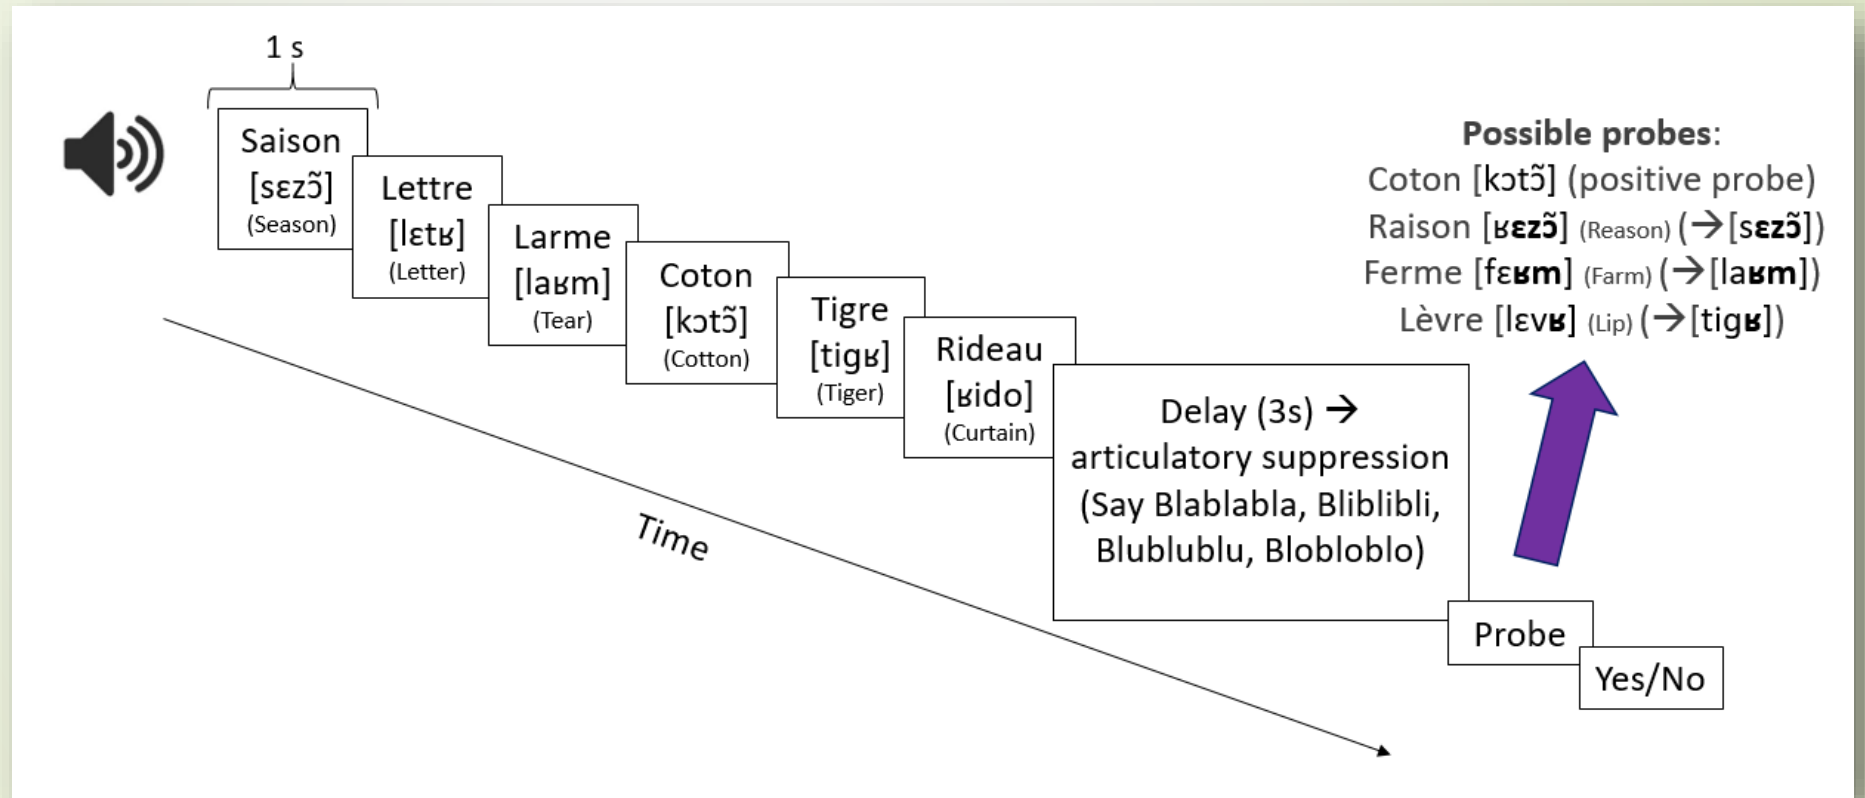 1 s
Saison
[sɛzɔ̃]
(Season)
Lettre
[lɛtʁ]
(Letter)
Larme
[laʁm]
(Tear)
Coton
[kɔtɔ̃]
(Cotton)
Tigre
[tigʁ]
(Tiger)
Rideau
[ʁido]
(Curtain)
Delay (3s) →
articulatory suppression
(Say Blablabla, Bliblibli,
Blublublu, Blobloblo)
Probe
Yes/No
Time
Possible probes:
Coton [kɔtɔ̃] (positive probe)
Raison [ʁɛzɔ̃] (Reason) (→[sɛzɔ̃])
Ferme [fɛʁm] (Farm) (→[laʁm])
Lèvre [lɛvʁ] (Lip) (→[tigʁ])